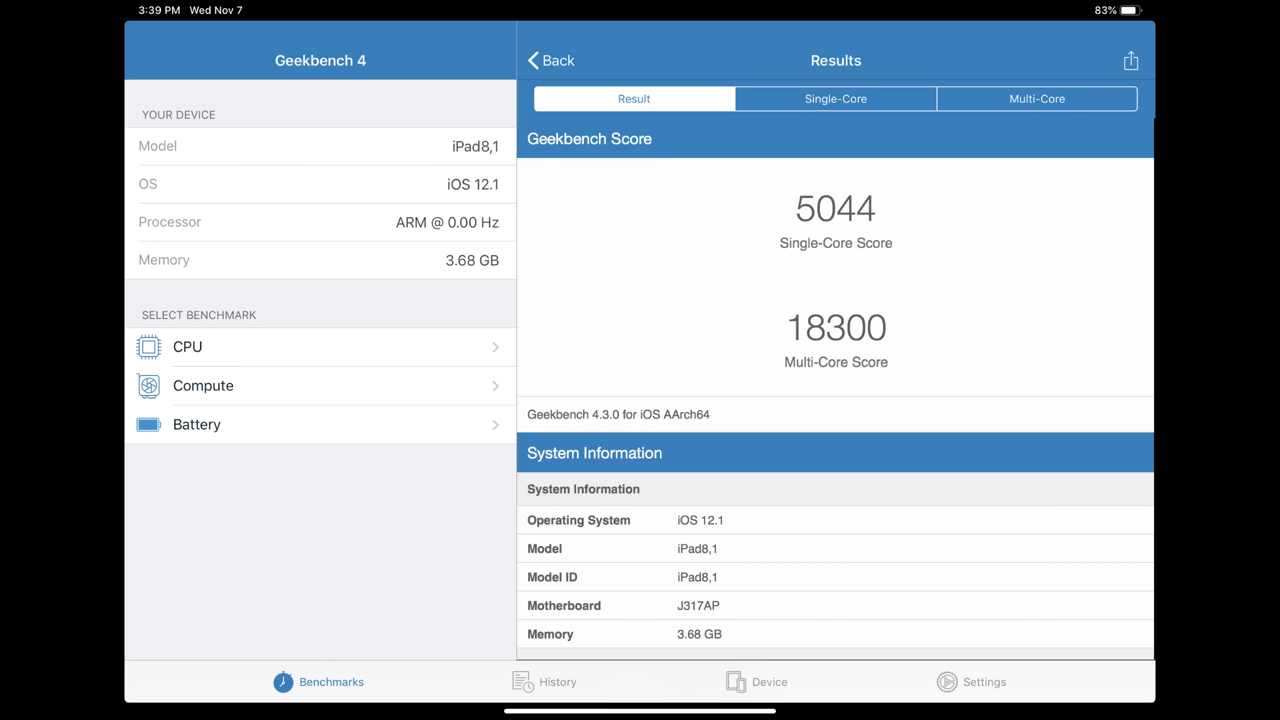 3:39 PM Wed Nov 7
83%
Geekbench 4
YOUR DEVICE
Model iPad8,1
OS iOS 12.1
Processor ARM @ 0.00 Hz
Memory 3.68 GB
SELECT BENCHMARK
CPU
Compute
Battery
Back
Results
Result Single-Core Multi-Core
Geekbench Score
5044
Single-Core Score
18300
Multi-Core Score
Geekbench 4.3.0 for iOS AArch64
System Information
System Information
Operating System iOS 12.1
Model iPad8,1
Model ID iPad8,1
Motherboard J317AP
Memory 3.68 GB
Benchmarks History Device Settings